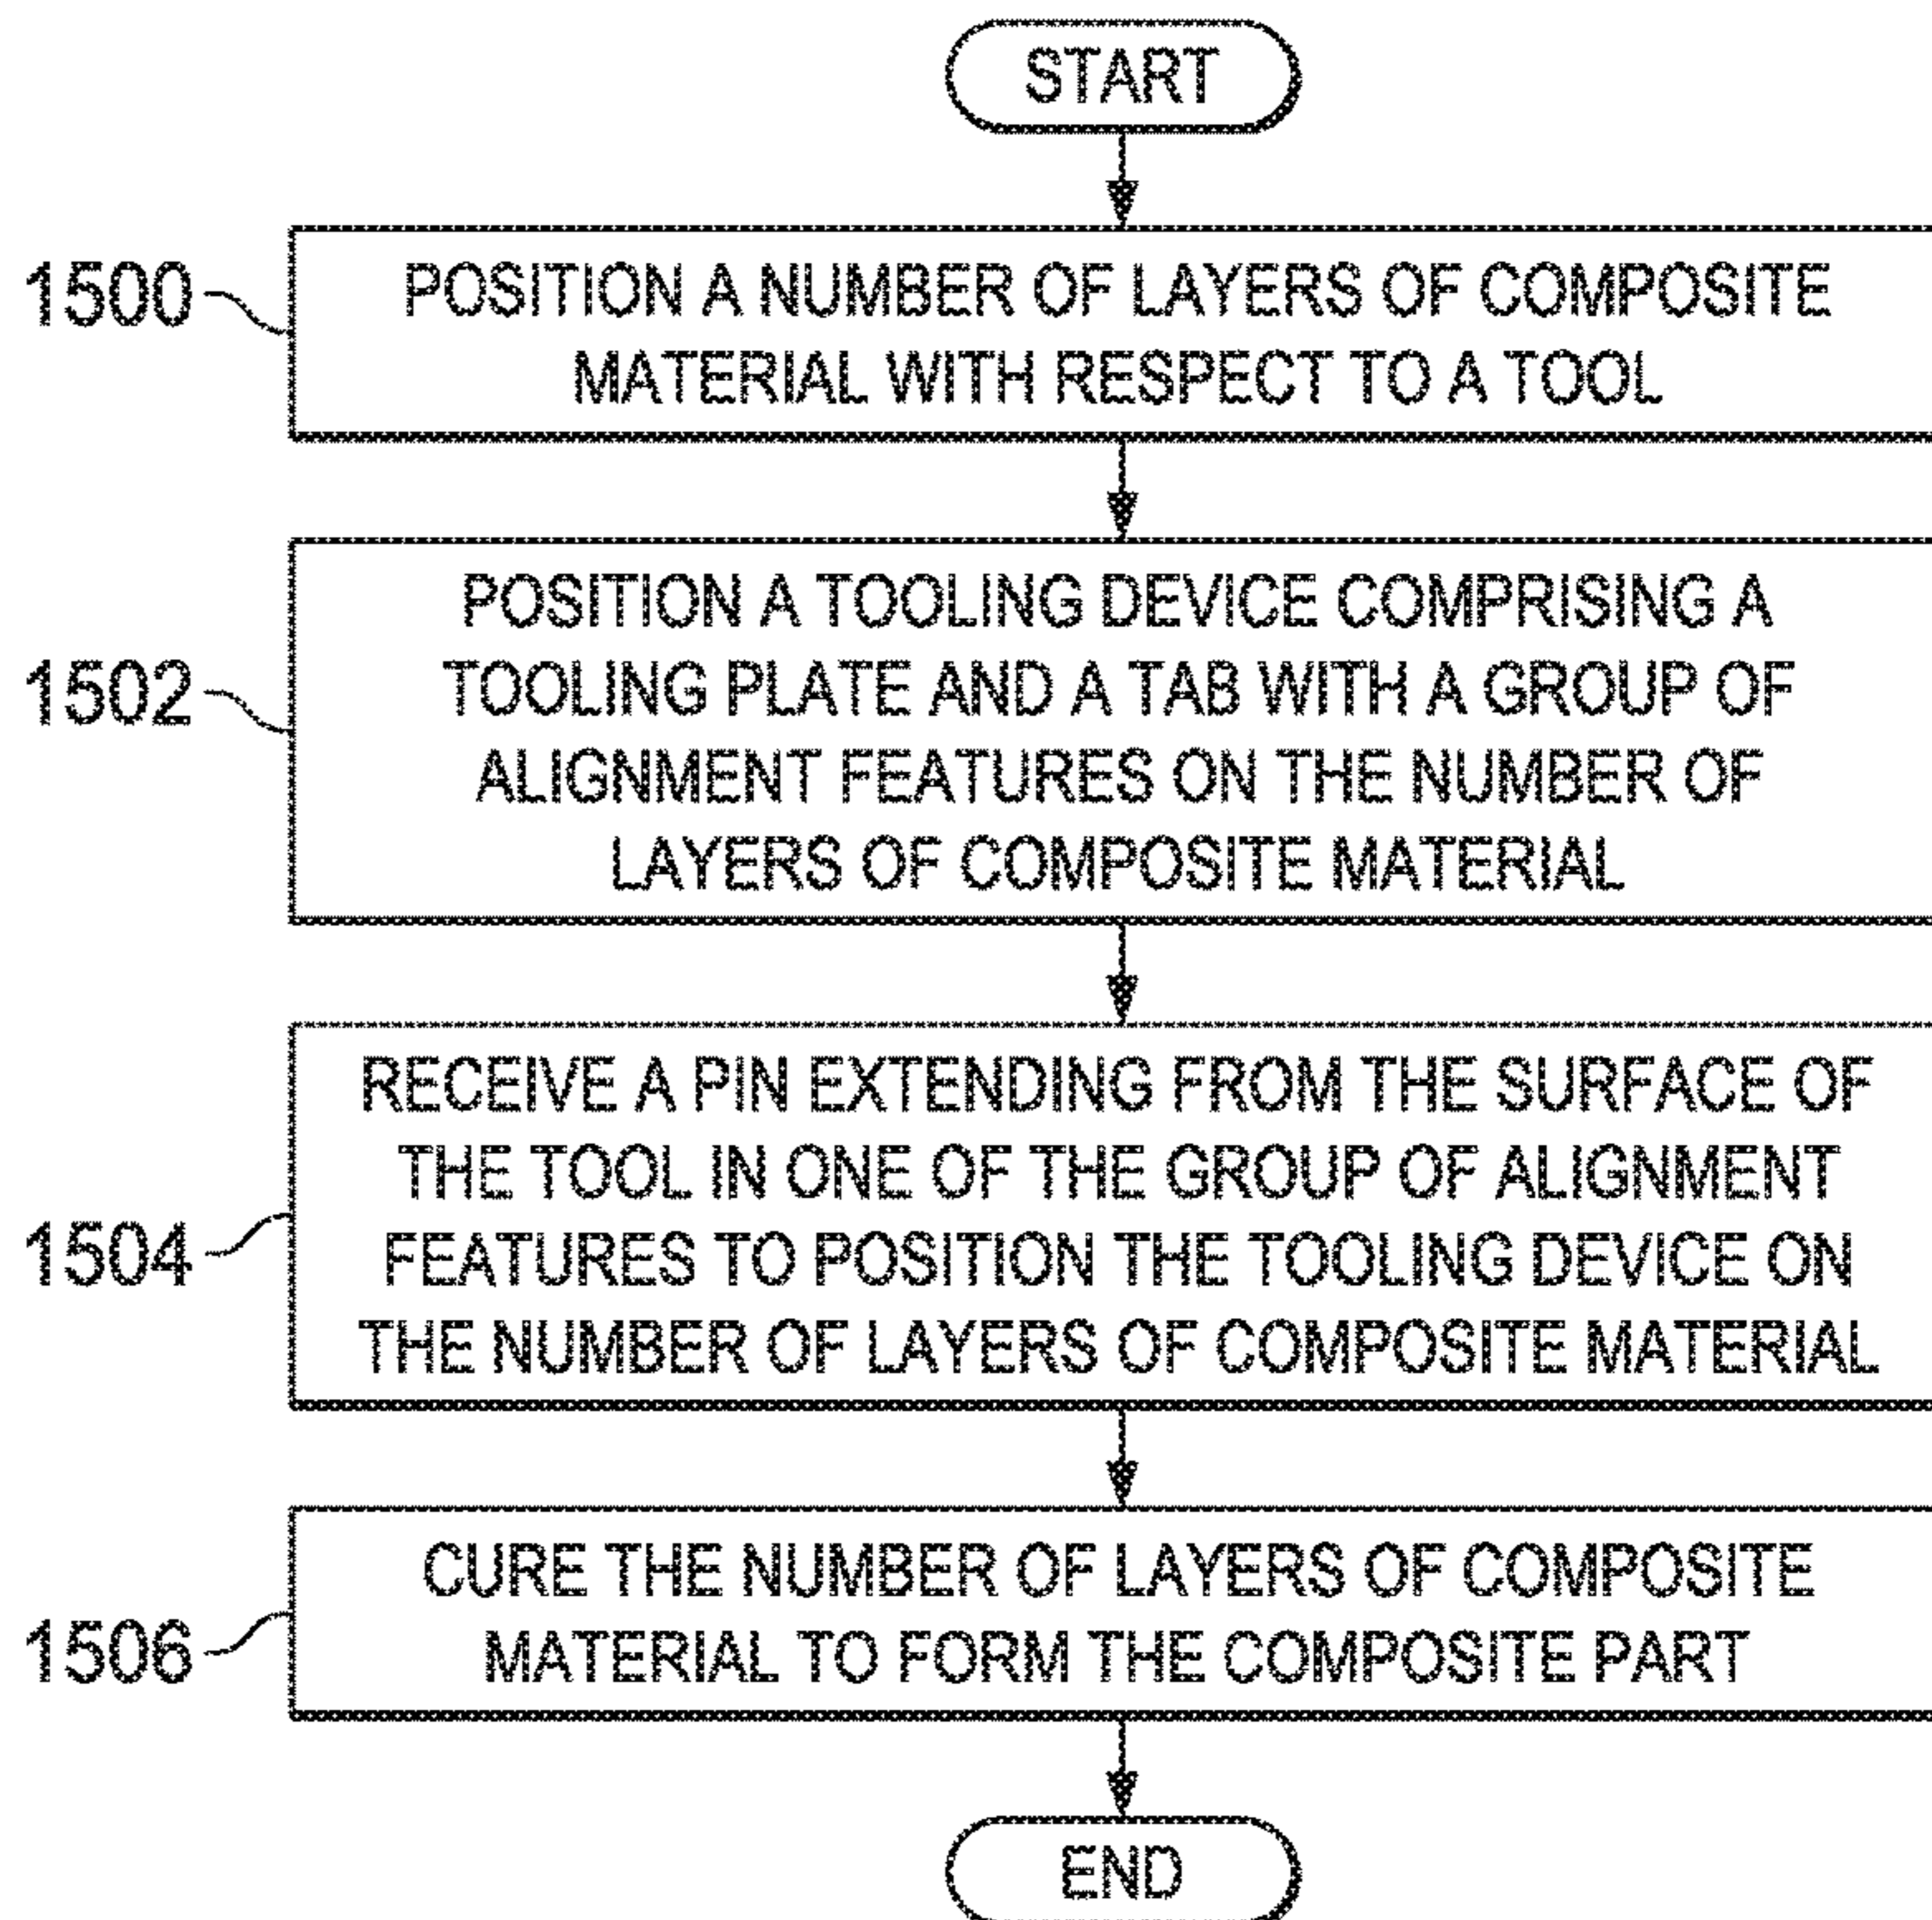 START
1500
POSITION A NUMBER OF LAYERS OF COMPOSITE
MATERIAL WITH RESPECT TO A TOOL
1502
POSITION A TOOLING DEVICE COMPRISING A
TOOLING PLATE AND A TAB WITH A GROUP OF
ALIGNMENT FEATURES ON THE NUMBER OF
LAYERS OF COMPOSITE MATERIAL
1504
RECEIVE A PIN EXTENDING FROM THE SURFACE OF
THE TOOL IN ONE OF THE GROUP OF ALIGNMENT
FEATURES TO POSITION THE TOOLING DEVICE ON
THE NUMBER OF LAYERS OF COMPOSITE MATERIAL
1506
CURE THE NUMBER OF LAYERS OF COMPOSITE
MATERIAL TO FORM THE COMPOSITE PART
END